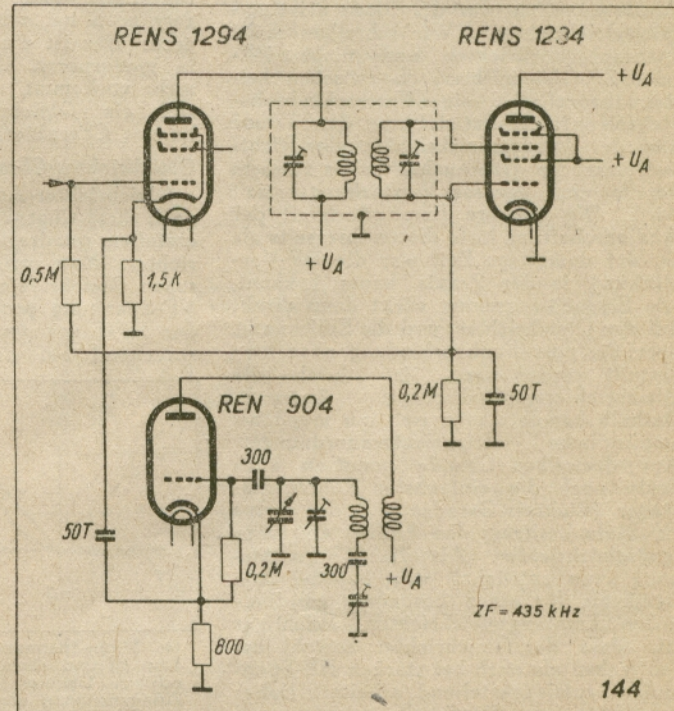 RENS 1294 RENS 1234
+ U_A
+ U_A
+ U_A
0,5M 1,5K
0,2M 50T
REN 904
300
50T 0,2M 300 + U_A
800
ZF = 435 kHz
144